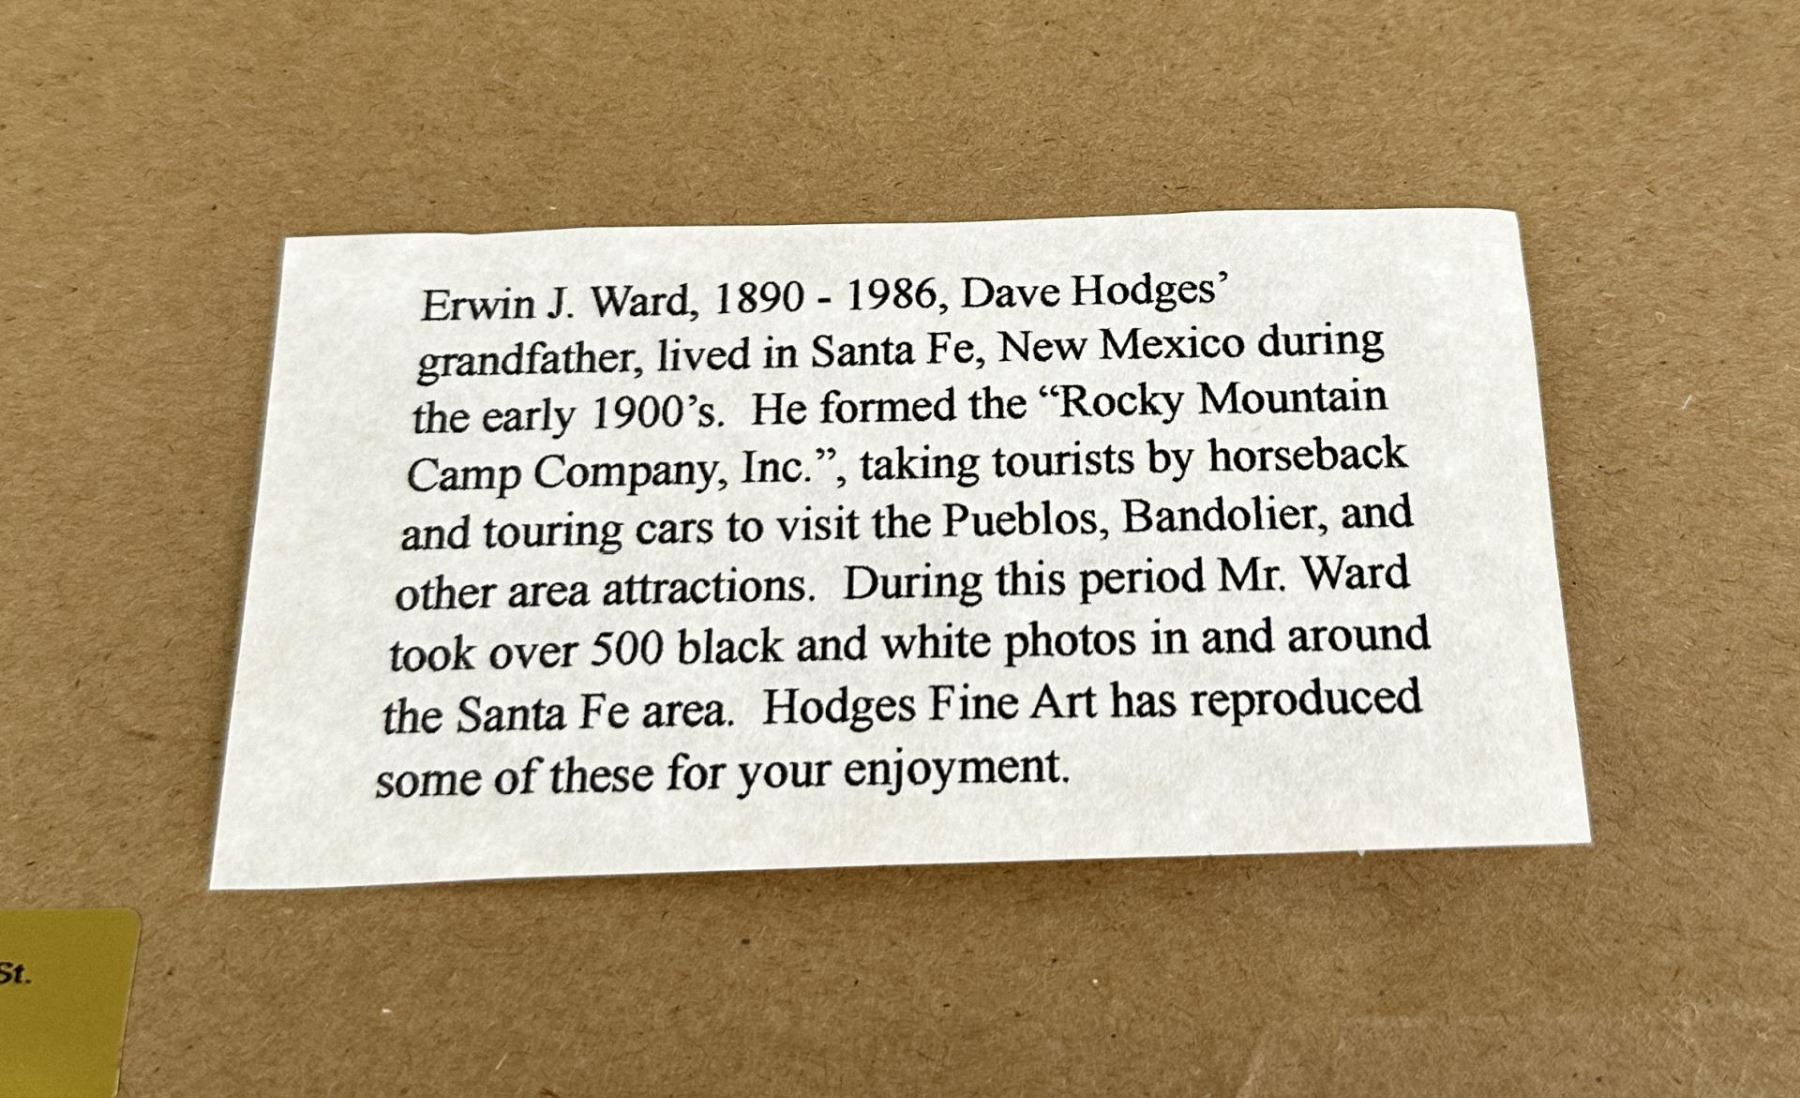 Erwin J. Ward, 1890 - 1986, Dave Hodges’
grandfather, lived in Santa Fe, New Mexico during
the early 1900’s.  He formed the “Rocky Mountain
Camp Company, Inc.”, taking tourists by horseback
and touring cars to visit the Pueblos, Bandolier, and
other area attractions.  During this period Mr. Ward
took over 500 black and white photos in and around
the Santa Fe area.  Hodges Fine Art has reproduced
some of these for your enjoyment.
St.